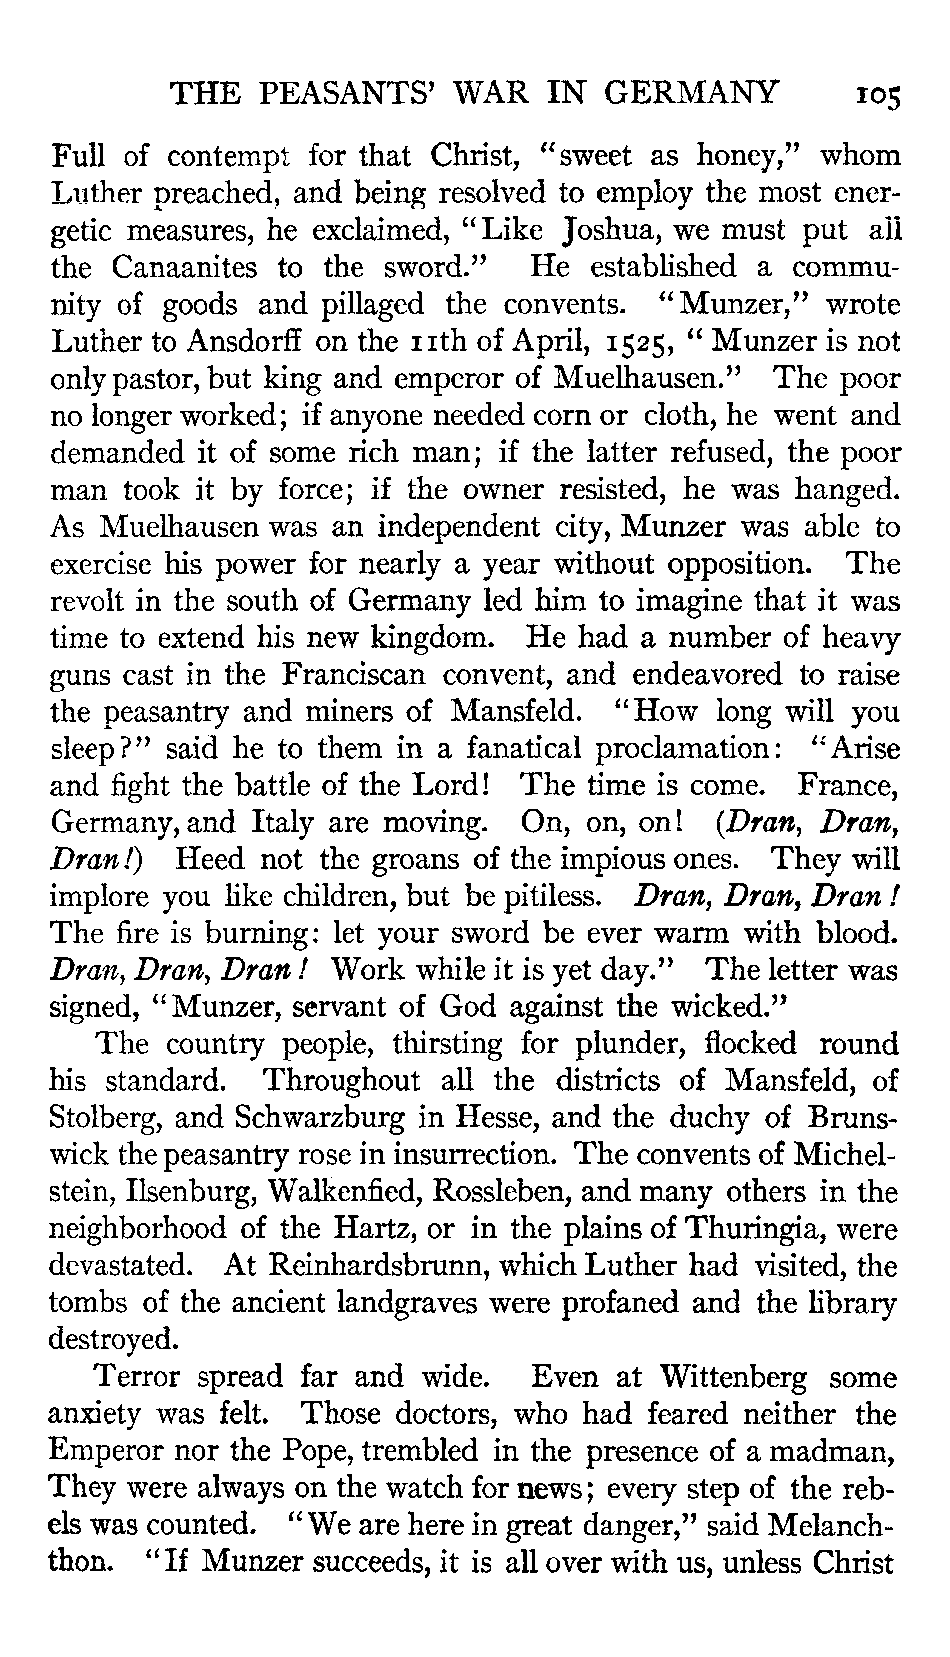 THE PEASANTS' WAR IN GERMANY 105
Full of contempt for that Christ, "sweet as honey," whom
Luther preached, and being resolved to employ the most ener-
getic measures, he exclaimed, "Like Joshua, we must put all
the Canaanites to the sword." He established a commu-
nity of goods and pillaged the convents. "Munzer," wrote
Luther to Ansdorff on the 11th of April, 1525, "Munzer is not
only pastor, but king and emperor of Muelhausen." The poor
no longer worked; if anyone needed corn or cloth, he went and
demanded it of some rich man; if the latter refused, the poor
man took it by force; if the owner resisted, he was hanged.
As Muelhausen was an independent city, Munzer was able to
exercise his power for nearly a year without opposition. The
revolt in the south of Germany led him to imagine that it was
time to extend his new kingdom. He had a number of heavy
guns cast in the Franciscan convent, and endeavored to raise
the peasantry and miners of Mansfeld. "How long will you
sleep?" said he to them in a fanatical proclamation: "Arise
and fight the battle of the Lord! The time is come. France,
Germany, and Italy are moving. On, on, on! (Dran, Dran,
Dran!) Heed not the groans of the impious ones. They will
implore you like children, but be pitiless. Dran, Dran, Dran!
The fire is burning: let your sword be ever warm with blood.
Dran, Dran, Dran! Work while it is yet day." The letter was
signed, "Munzer, servant of God against the wicked."
The country people, thirsting for plunder, flocked round
his standard. Throughout all the districts of Mansfeld, of
Stolberg, and Schwarzburg in Hesse, and the duchy of Bruns-
wick the peasantry rose in insurrection. The convents of Michel-
stein, Ilsenburg, Walkenfied, Rossleben, and many others in the
neighborhood of the Hartz, or in the plains of Thuringia, were
devastated. At Reinhardsbrunn, which Luther had visited, the
tombs of the ancient landgraves were profaned and the library
destroyed.
Terror spread far and wide. Even at Wittenberg some
anxiety was felt. Those doctors, who had feared neither the
Emperor nor the Pope, trembled in the presence of a madman,
They were always on the watch for news; every step of the reb-
els was counted. "We are here in great danger," said Melanch-
thon. "If Munzer succeeds, it is all over with us, unless Christ